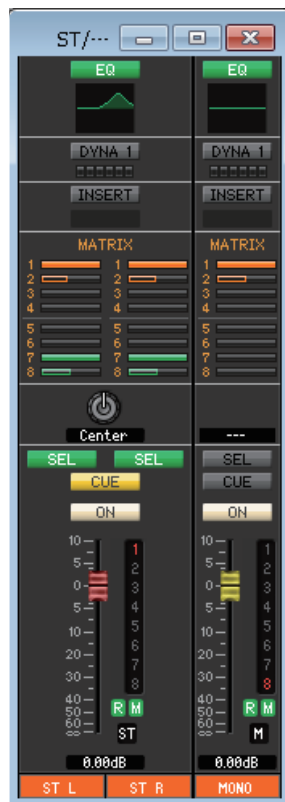 ST/···
EQ EQ
DYNA 1 DYNA 1
INSERT INSERT
MATRIX MATRIX
1 1 1
2 2 2
3 3 3
4 4 4
5 5 5
6 6 6
7 7 7
8 8 8
Center ---
SEL SEL SEL
CUE CUE
ON ON
10 1 10 1
5 2 5 2
0 3 0 3
5 4 5 4
10 5 10 5
20 6 20 6
30 7 30 7
8 8
40 40
50 R M 50 R M
60 60
∞ ST ∞ M
0.00dB 0.00dB
ST L ST R MONO